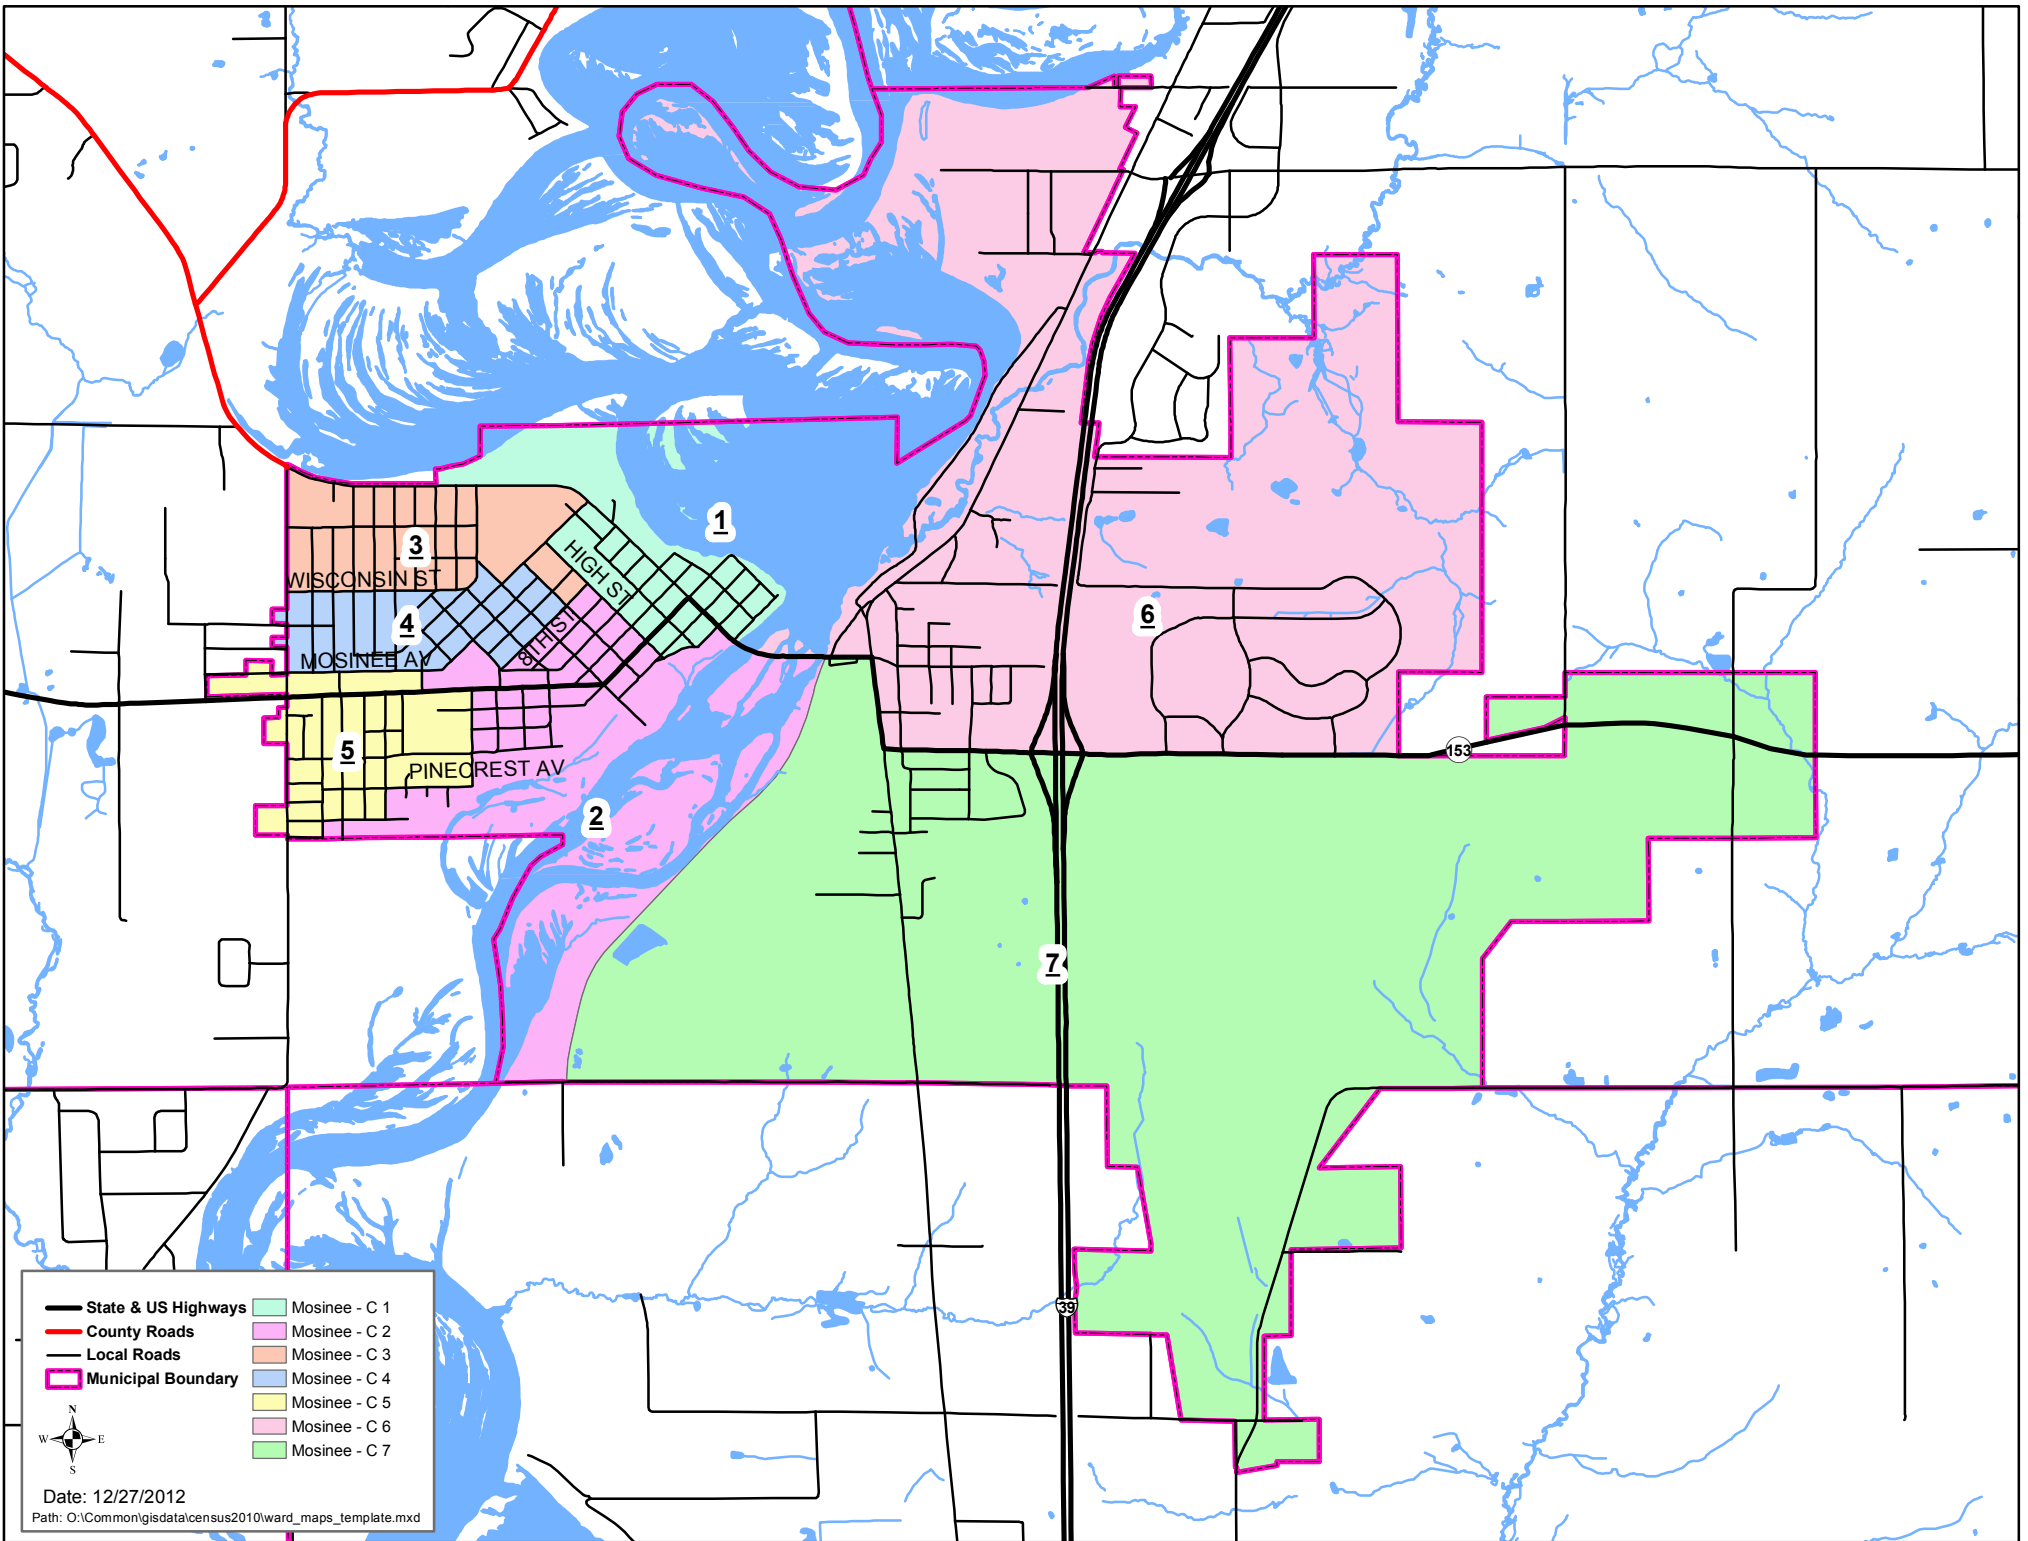 1
3
HIGH ST
WISCONSIN ST
6
4
8TH ST
MOSINEE AV
5
153
PINECREST AV
2
7
39
State & US Highways
County Roads
Local Roads
Municipal Boundary
Mosinee - C 1
Mosinee - C 2
Mosinee - C 3
Mosinee - C 4
Mosinee - C 5
Mosinee - C 6
Mosinee - C 7
N
W E
S
Date: 12/27/2012
Path: O:\Common\gisdata\census2010\ward_maps_template.mxd